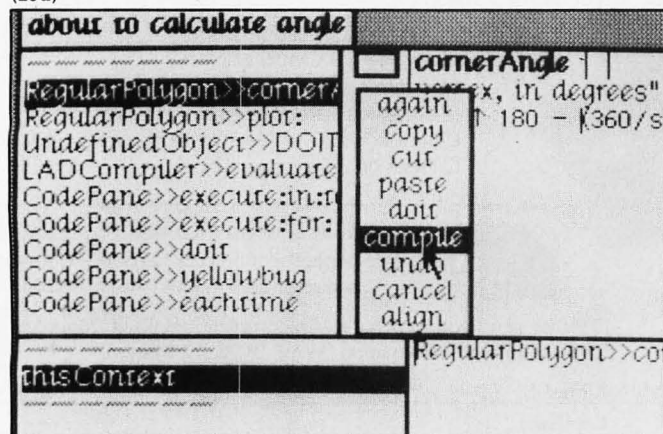 about to calculate angle
RegularPolygon>>cornerA
RegularPolygon>>plot:
UndefinedObject>>DOIT
LADCompiler>>evaluate
CodePane>>execute:in:t
CodePane>>execute:for:
CodePane>>doit
CodePane>>yellowbug
CodePane>>eachtime
cornerAngle | |
x, in degrees"
180 - (360/s
again
copy
cut
paste
doit
compile
undo
cancel
align
thisContext
RegularPolygon>>co